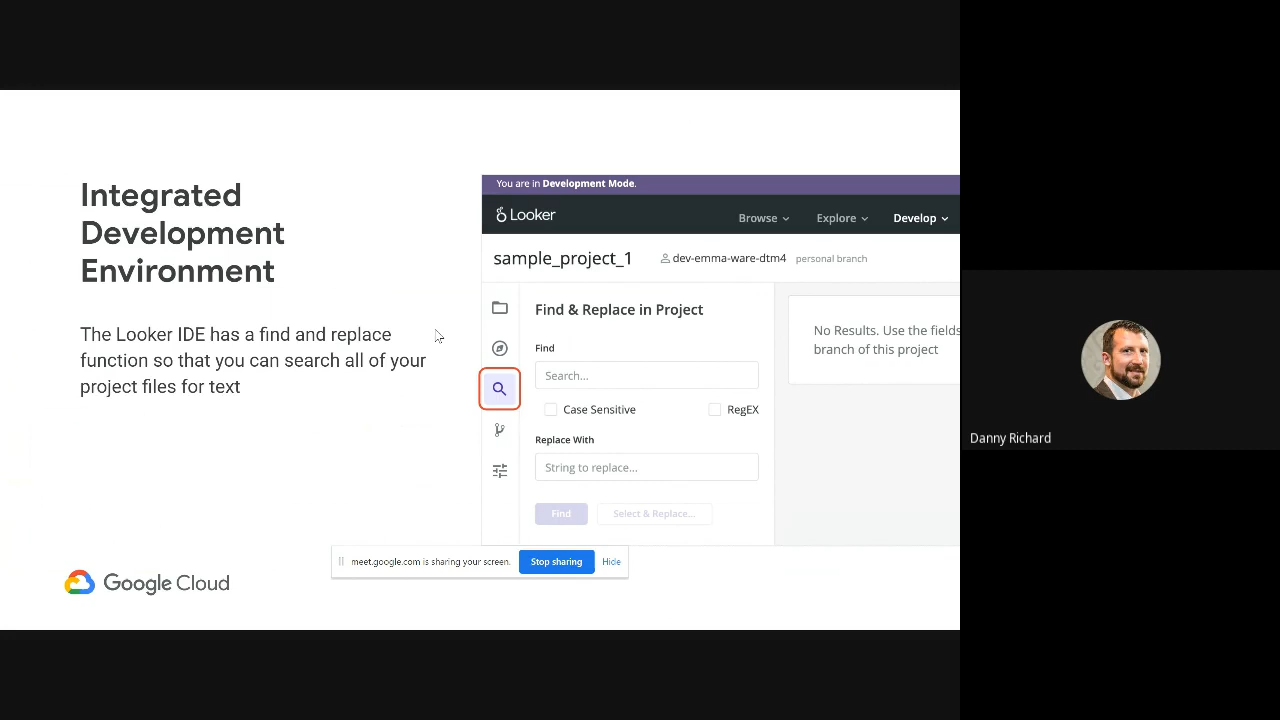 Integrated
Development
Environment
The Looker IDE has a find and replace
function so that you can search all of your
project files for text
You are in Development Mode.
Looker
Browse
Explore
Develop
sample_project_1
dev-emma-ware-dtm4 personal branch
Find & Replace in Project
Find
Search...
Case Sensitive
RegEX
Replace With
String to replace...
Find
Select & Replace...
No Results. Use the fields
branch of this project
meet.google.com is sharing your screen.
Stop sharing
Hide
Google Cloud
Danny Richard